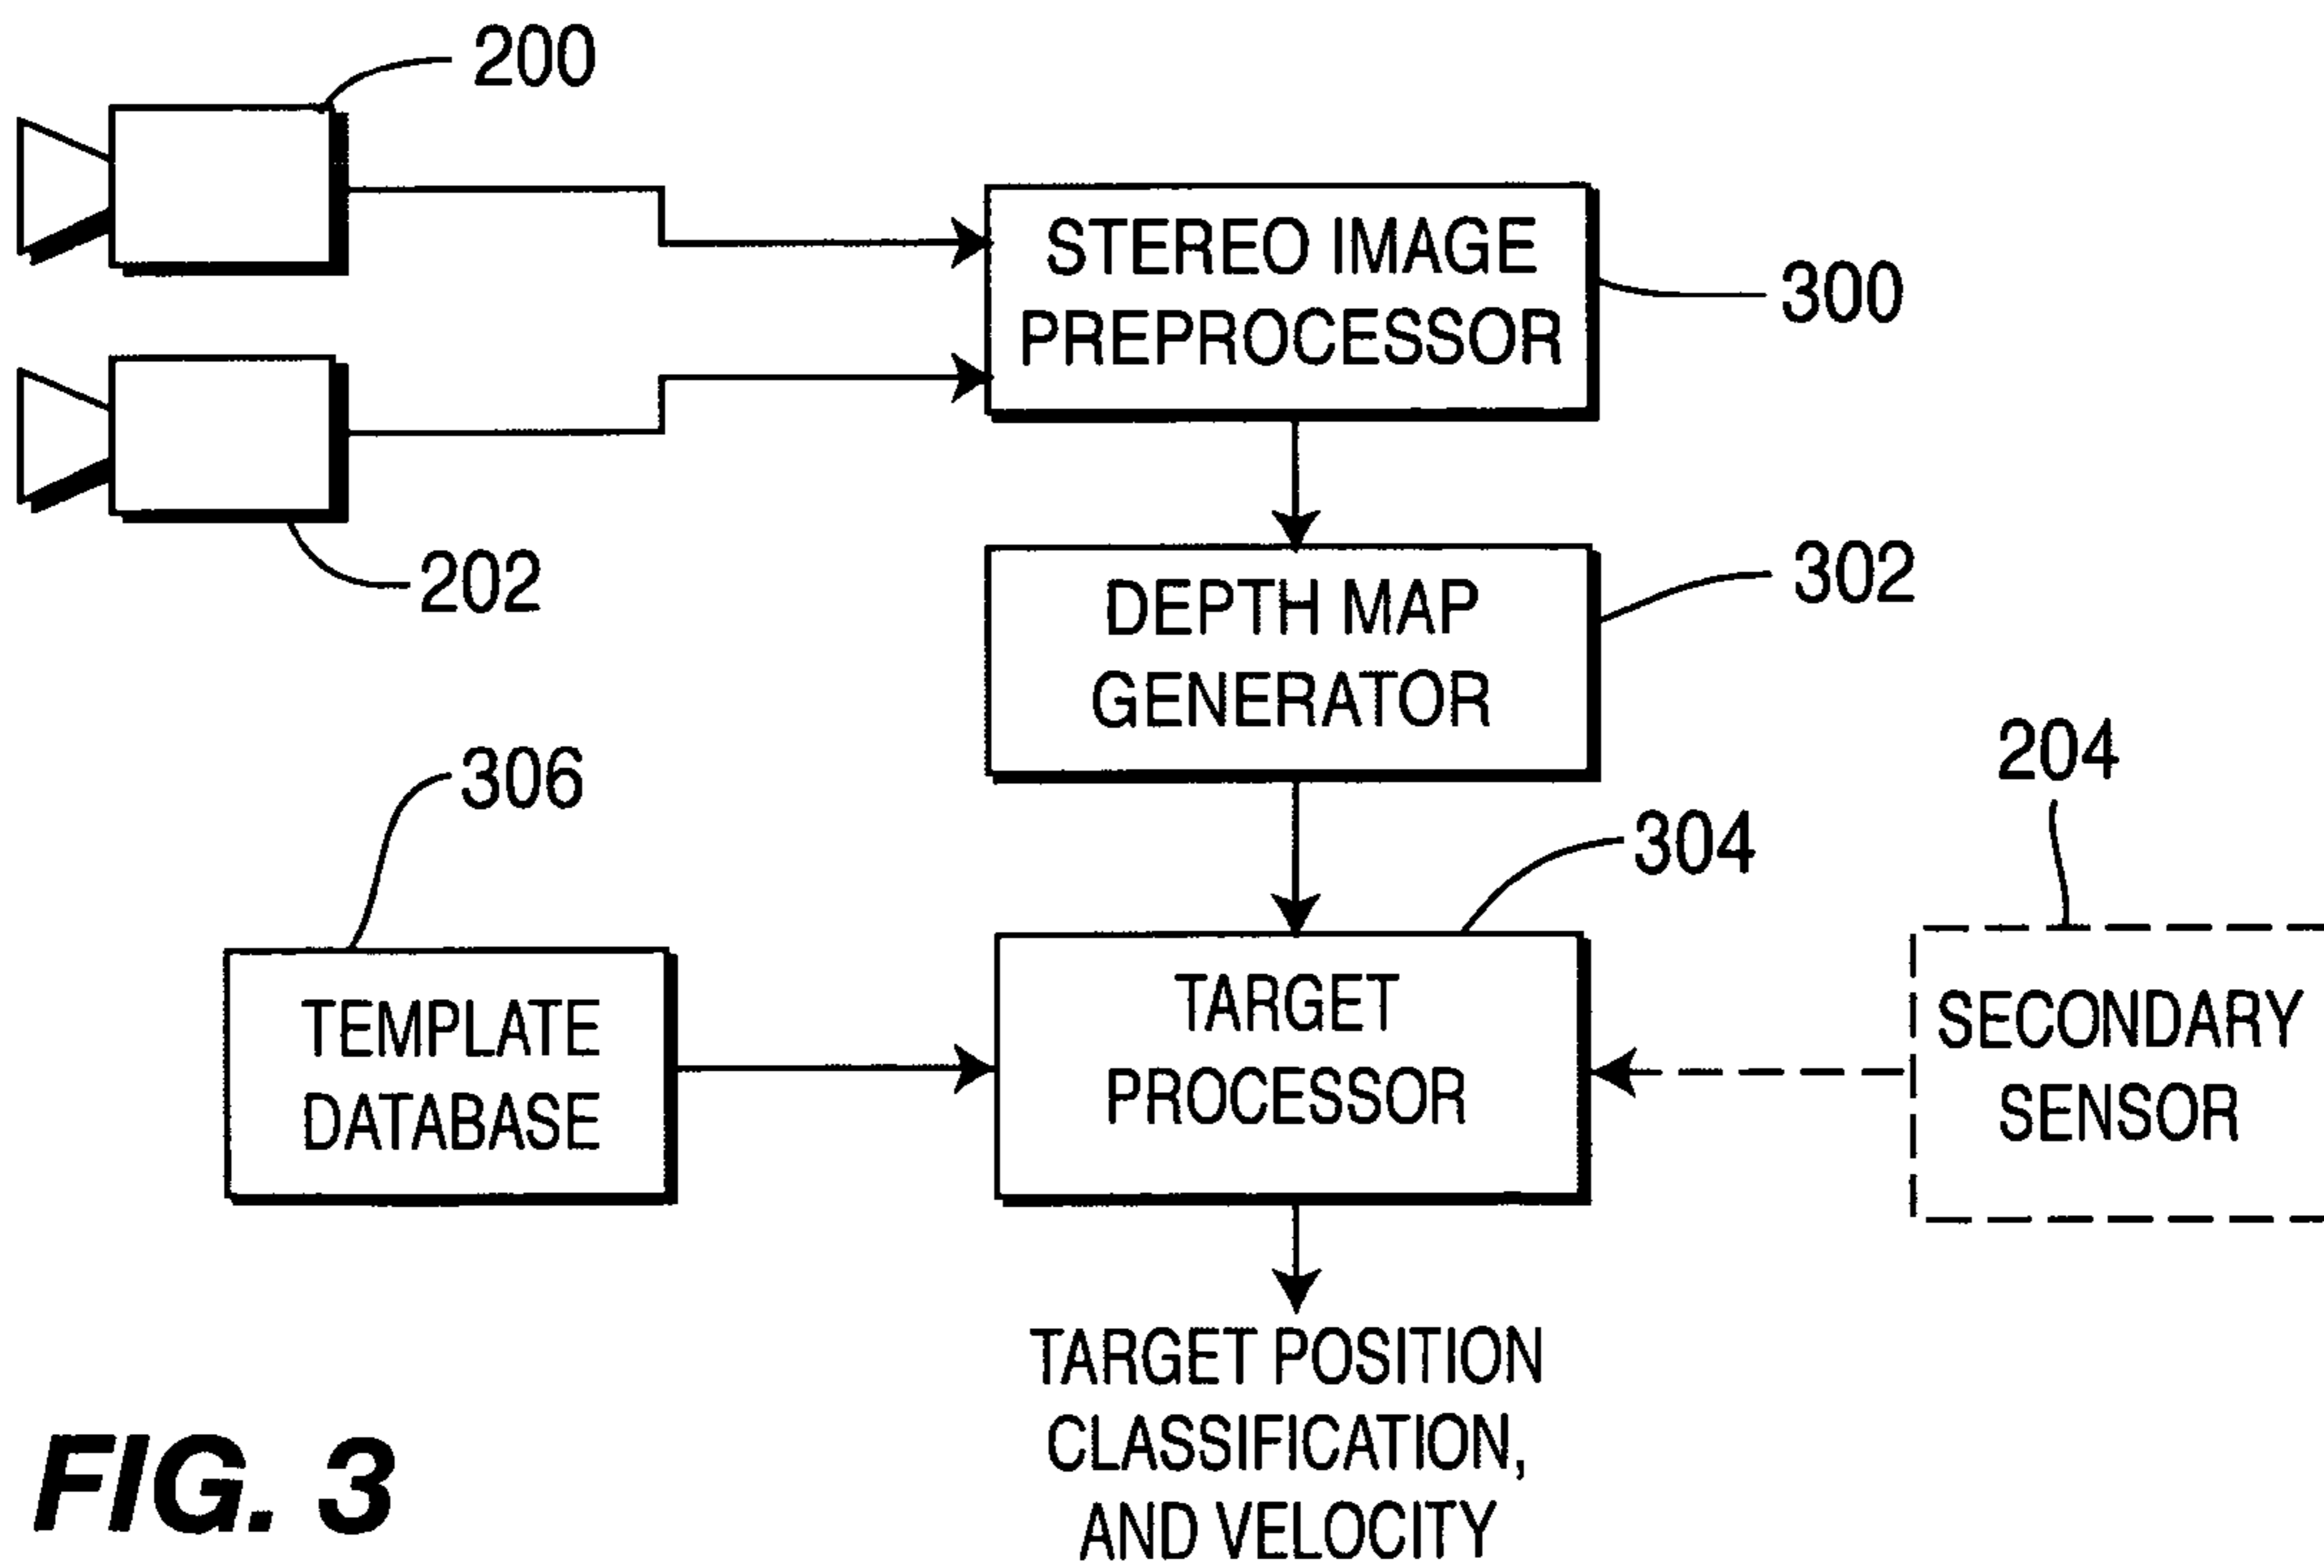 200
STEREO IMAGE
PREPROCESSOR
300
202
DEPTH MAP
GENERATOR
302
306
204
304
TEMPLATE
DATABASE
TARGET
PROCESSOR
SECONDARY
SENSOR
TARGET POSITION
CLASSIFICATION,
AND VELOCITY
FIG. 3